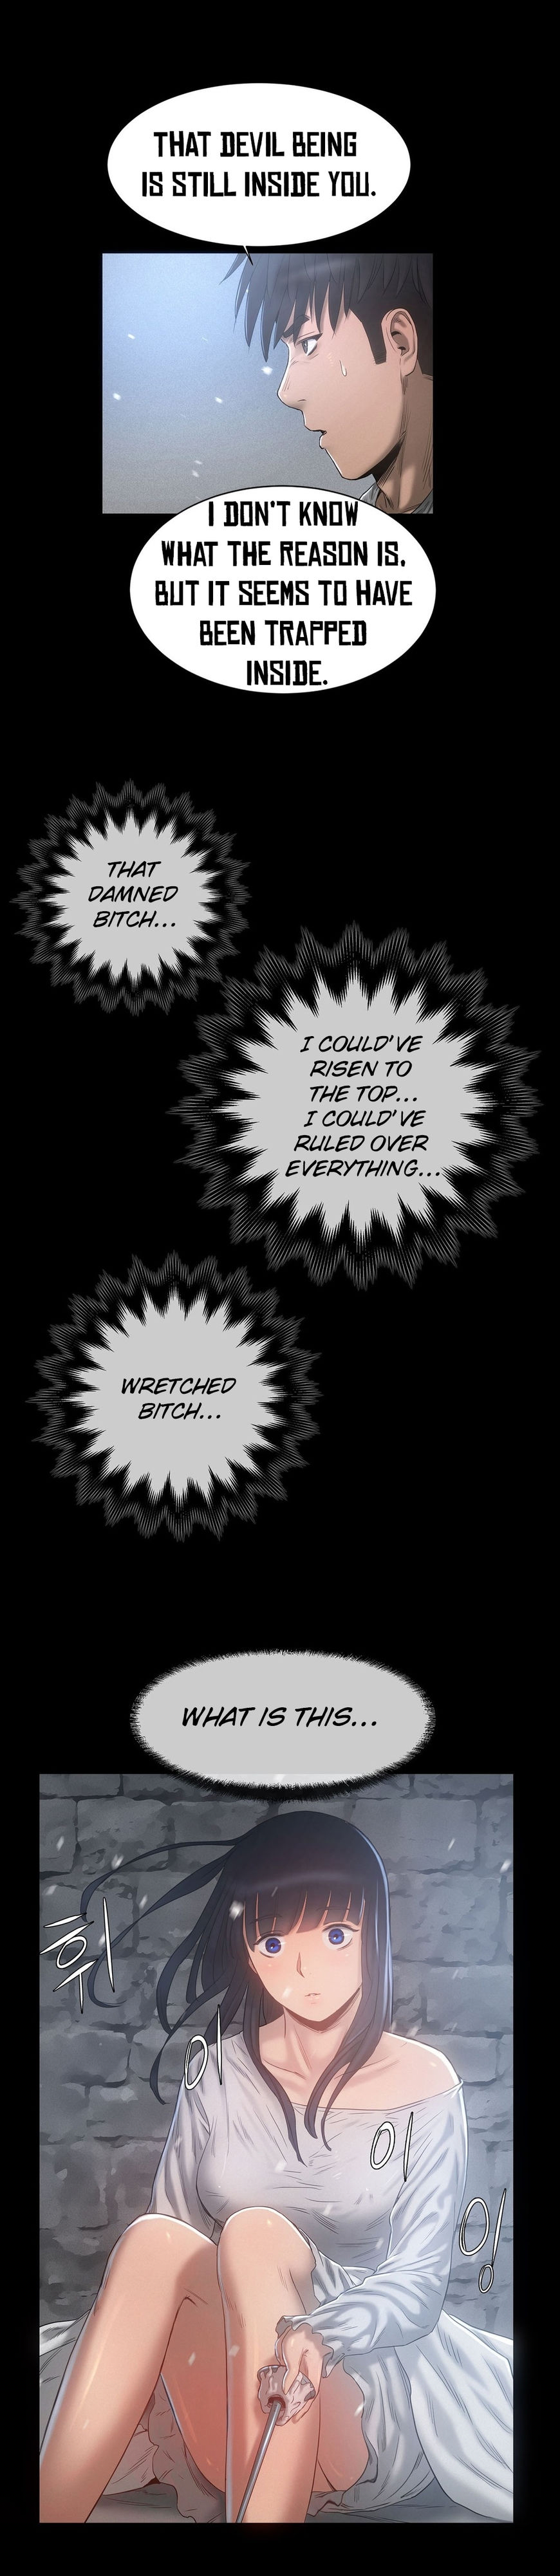 THAT DEVIL BEING
IS STILL INSIDE YOU.
I DON'T KNOW
WHAT THE REASON IS,
BUT IT SEEMS TO HAVE
BEEN TRAPPED
INSIDE.
THAT
DAMNED
BITCH...
I COULD'VE
RISEN TO
THE TOP...
I COULD'VE
RULED OVER
EVERYTHING...
WRETCHED
BITCH...
WHAT IS THIS...
휘
이
이
잉